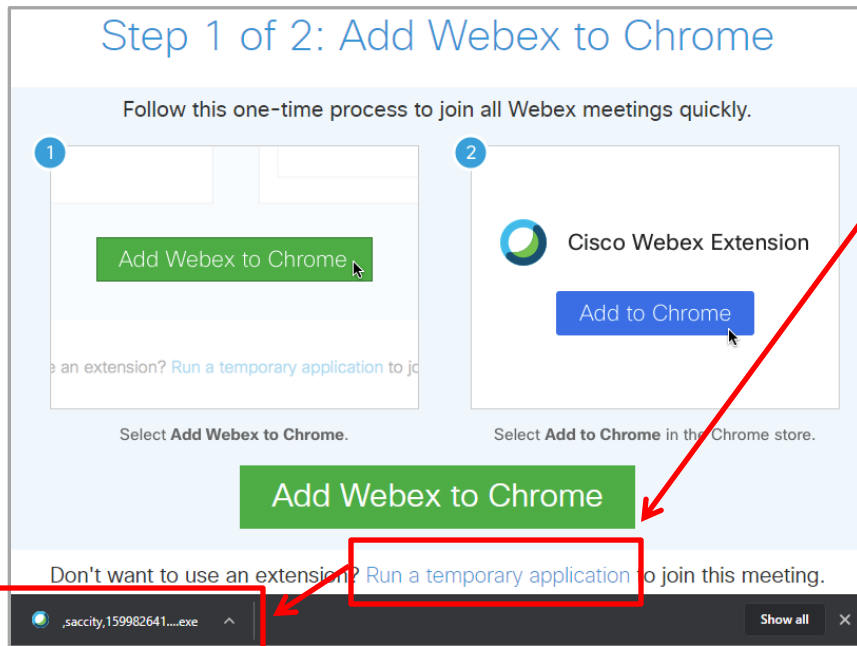 Step 1 of 2: Add Webex to Chrome
Follow this one-time process to join all Webex meetings quickly.
1
2
Add Webex to Chrome
Cisco Webex Extension
Add to Chrome
an extension? Run a temporary application to
Select Add Webex to Chrome.
Select Add to Chrome in the Chrome store.
Add Webex to Chrome
Don't want to use an extension? Run a temporary application to join this meeting.
,saccity,159982641....exe
Show all